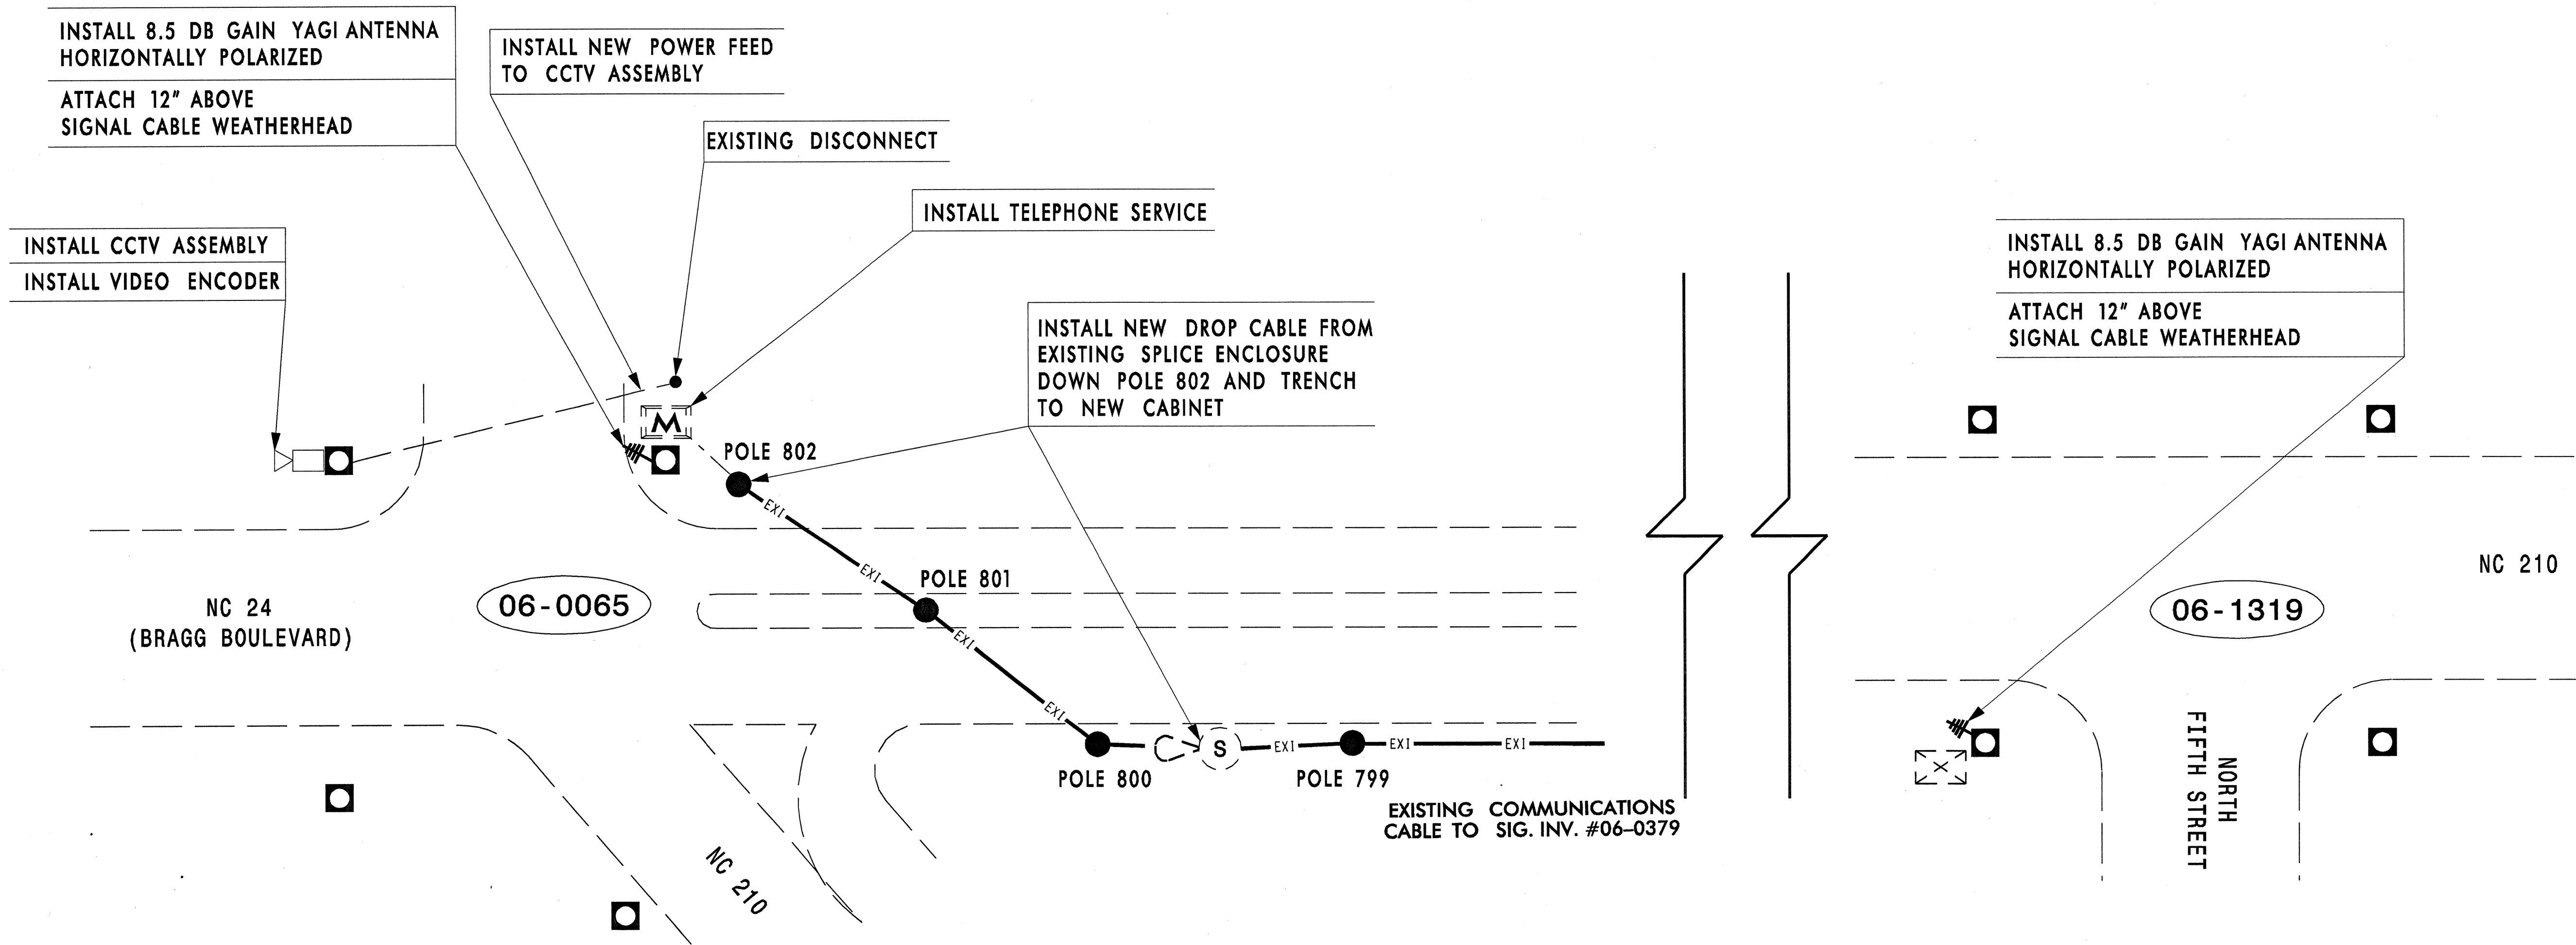 INSTALL 8.5 DB GAIN YAGI ANTENNA
HORIZONTALLY POLARIZED
ATTACH 12" ABOVE
SIGNAL CABLE WEATHERHEAD
INSTALL NEW POWER FEED
TO CCTV ASSEMBLY
EXISTING DISCONNECT
INSTALL TELEPHONE SERVICE
INSTALL CCTV ASSEMBLY
INSTALL VIDEO ENCODER
INSTALL NEW DROP CABLE FROM
EXISTING SPLICE ENCLOSURE
DOWN POLE 802 AND TRENCH
TO NEW CABINET
INSTALL 8.5 DB GAIN YAGI ANTENNA
HORIZONTALLY POLARIZED
ATTACH 12" ABOVE
SIGNAL CABLE WEATHERHEAD
M
POLE 802
EXI
EXI
POLE 801
EXI
EXI
NC 24
(BRAGG BOULEVARD)
06-0065
S
EXI
EXI
EXI
POLE 800
POLE 799
EXISTING COMMUNICATIONS
CABLE TO SIG. INV. #06-0379
NC 210
NC 210
06-1319
X
NORTH
FIFTH STREET